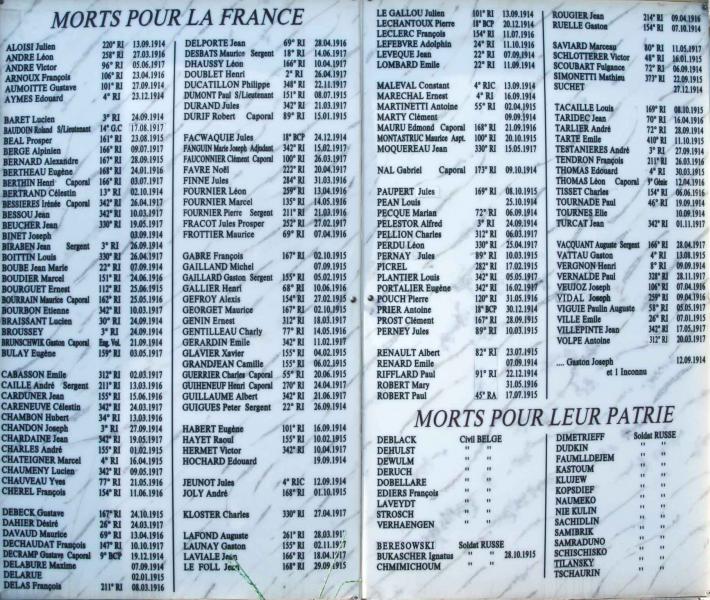 MORTS POUR LA FRANCE
ALOISI Julien 220° RI 13.09.1914
ANDRE Léon 258° RI 27.03.1916
ANDRE Victor 96° RI 05.06.1917
ARNOUX François 106° RI 23.04.1916
AUMOITTE Gustave 101° RI 27.09.1914
AYMES Edouard 4° RI 23.12.1914
BARET Lucien 3° RI 24.09.1914
BAUDOIN Roland S/Lieutenant 14° G.C 17.08.1917
BEAL Prosper 161° RI 23.08.1915
BERGE Alpinien 166° RI 09.07.1917
BERNARD Alexandre 167° RI 28.09.1915
BERTHEAU Eugène 168° RI 24.01.1916
BERTHIN Henri Caporal 166° RI 03.07.1917
BERTRAND Célestin 13° RI 02.10.1914
BESSIERES Irénée Caporal 342° RI 26.04.1917
BESSOU Jean 342° RI 10.03.1917
BEUCHER Jean 330° RI 19.05.1917
BINET Joseph 03.09.1914
BIRABEN Jean Sergent 3° RI 26.09.1914
BOITTIN Louis 330° RI 26.04.1917
BOUBE Jean Marie 22° RI 07.09.1914
BOUDIER Marcel 151° RI 24.06.1916
BOURGUET Ernest 112° RI 25.06.1915
BOURRAIN Maurice Caporal 162° RI 25.05.1916
BOURBON Etienne 342° RI 10.03.1917
BRAISSANT Lucien 30° RI 24.09.1914
BROUSSEY 3° RI 24.09.1914
BRUNSCHWIK Gaston Caporal Eng. Vol. 21.09.1914
BULAY Eugène 159° RI 03.05.1917
CABASSON Emile 312° RI 02.03.1917
CAILLE André Sergent 211° RI 13.03.1916
CARDUNER Jean 155° RI 15.06.1916
CARENEUVE Célestin 342° RI 24.03.1917
CHAMBON Hubert 34° RI 13.03.1916
CHANDON Joseph 3° RI 27.09.1914
CHARDAINE Jean 342° RI 19.05.1917
CHARLES André 155° RI 01.02.1915
CHATEIGNER Marcel 4° RI 16.04.1915
CHAUMENY Lucien 342° RI 09.05.1917
CHAUVEAU Yves 77° RI 21.05.1916
CHEREL François 154° RI 11.06.1916
DEBECK Gustave 167° RI 24.10.1915
DAHIER Désiré 26° RI 24.03.1917
DAVAUD Maurice 69° RI 13.04.1916
DECHAUDAT François 147° RI 10.10.1917
DECRAMP Gustave Caporal 9° BCP 19.12.1914
DELABURE Maxime 07.09.1914
DELARUE 02.01.1915
DELAS François 211° RI 08.03.1916
DELPORTE Jean 69° RI 28.04.1916
DESBATS Maurice Sergent 18° RI 14.06.1917
DHAUSSY Léon 166° RI 10.04.1917
DOUBLET Henri 2° RI 26.04.1917
DUCATILLON Philippe 348° RI 22.11.1917
DUMONT Paul S/Lieutenant 151° RI 08.07.1915
DURAND Jules 342° RI 21.03.1917
DURIF Robert Caporal 89° RI 15.01.1915
FACWAQUIE Jules 18° BCP 24.12.1914
FANGUIN Marie Joseph Adjudant 342° RI 15.02.1917
FAUCONNIER Clément Caporal 100° RI 26.03.1917
FAVRE Noël 222° RI 20.04.1917
FINNE Jules 284° RI 31.03.1916
FOURNIER Léon 259° RI 13.04.1916
FOURNIER Marcel 135° RI 14.05.1916
FOURNIER Pierre Sergent 211° RI 21.03.1916
FRACOT Jules Prosper 252° RI 27.02.1917
FROTTIER Maurice 69° RI 07.04.1916
GABRE François 167° RI 02.10.1915
GAILLAND Michel 07.09.1915
GAILLARD Gaston Sergent 155° RI 05.02.1915
GALLIER Henri 68° RI 10.06.1916
GEFROY Alexis 154° RI 27.02.1915
GEORGET Maurice 167° RI 02.10.1915
GENIN Ernest 312° RI 18.03.1917
GENTILLEAU Charly 77° RI 14.05.1916
GERARDIN Emile 342° RI 11.02.1917
GLAVIER Xavier 155° RI 04.02.1915
GRANDJEAN Camille 155° RI 06.02.1915
GUERRIER Charles Caporal 55° RI 20.06.1915
GUIHENEUF Henri Caporal 270° RI 24.04.1917
GUILLAUME Albert 342° RI 21.06.1917
GUIGUES Peter Sergent 22° RI 26.09.1914
HABERT Eugène 101° RI 16.09.1914
HAYET Raoul 155° RI 10.02.1915
HERMET Victor 342° RI 10.04.1917
HOCHARD Edouard 19.09.1914
JEUNOT Jules 4° RIC 12.09.1914
JOLY André 168° RI 01.10.1915
KLOSTER Charles 330° RI 27.04.1917
LAFOND Auguste 261° RI 28.03.1917
LAUNAY Gaston 155° RI 02.11.1917
LAVIALE Jean 166° RI 18.04.1917
LE FOLL Jean 168° RI 29.09.1915
LE GALLOU Julien 101° RI 13.09.1914
LECHANTOUX Pierre 18° BCP 20.12.1914
LECLERC François 154° RI 11.07.1916
LEFEBVRE Adolphin 24° RI 11.10.1916
LEVEQUE Jean 22° RI 07.09.1914
LOMBARD Emile 22° RI 11.09.1914
MALEVAL Constant 4° RIC 13.09.1914
MARECHAL Ernest 4° RI 16.09.1914
MARTINETTI Antoine 55° RI 02.04.1915
MARTY Clément 09.09.1914
MAURU Edmond Caporal 168° RI 21.09.1916
MONTASTRUC Maurice Aspt. 100° RI 20.10.1915
MOQUEREAU Jean 330° RI 15.05.1917
NAL Gabriel Caporal 173° RI 09.10.1914
PAUPERT Jules 169° RI 08.10.1915
PEAN Louis 25.10.1914
PECQUE Marian 72° RI 06.09.1914
PELESTOR Alfred 3° RI 24.09.1914
PELLION Charles 312° RI 06.03.1917
PERDU Léon 330° RI 25.04.1917
PERNAY Jules 89° RI 10.03.1915
PICREL 282° RI 17.02.1915
PLANTIER Louis 342° RI 05.05.1917
PORTALIER Eugène 342° RI 16.02.1917
POUCH Pierre 120° RI 31.05.1916
PRIER Antoine 18° BCP 30.12.1914
PROST Clément 167° RI 28.09.1915
PERNEY Jules 89° RI 10.03.1915
RENAULT Albert 82° RI 23.07.1915
RENARD Emile 07.09.1914
RIFFLARD Paul 91° RI 22.12.1914
ROBERT Mary 31.05.1916
ROBERT Paul 45° RA 17.07.1915
ROUGIER Jean 214° RI 09.04.1916
RUELLE Gaston 154° RI 07.10.1914
SAVIARD Marceau 80° RI 11.05.1917
SCHLOTTERER Victor 48° RI 16.01.1915
SCOUBART Fulgance 72° RI 06.09.1914
SIMONETTI Mathieu 373° RI 22.09.1915
SUCHET 27.12.1914
TACAILLE Louis 169° RI 08.10.1915
TARIDEC Jean 70° RI 16.04.1916
TARLIER André 72° RI 28.09.1914
TARTE Emile 410° RI 11.10.1915
TESTANIERES André 3° RI 27.09.1914
TENDRON François 211° RI 26.03.1916
THOMAS Edouard 4° RI 30.03.1915
THOMAS Léon Caporal 9° Génie 12.04.1916
TISSET Charles 154° RI 06.06.1916
TOURNADE Paul 46° RI 19.09.1914
TOURNES Elie 10.09.1914
TURCAT Jean 342° RI 01.11.1917
VACQUANT Auguste Sergent 166° RI 28.04.1917
VATTAU Gaston 4° RI 13.08.1915
VERGNON Henri 8° RI 09.09.1914
VERNALDE Paul 328° RI 28.11.1917
VEUJOZ Joseph 106° RI 07.04.1916
VIDAL Joseph 259° RI 09.04.1916
VIGUE Paulin Auguste 58° RI 03.05.1917
VILLE Emile 26° RI 07.01.1915
VILLEPINTE Jean 342° RI 17.05.1917
VOLPE Antoine 312° RI 20.03.1917
.... Gaston Joseph 12.09.1914
et 1 Inconnu
MORTS POUR LEUR PATRIE
DEBLACK Civil BELGE
DEHULST " "
DEWULM " "
DERUCH " "
DOBELLARE " "
EDIERS François " "
LAVEYDT " "
STROSCH " "
VERHAENGEN " "
BERESOWSKI Soldat RUSSE
BUKASCHER Ignatus " " 28.10.1915
CHMIMICHOUM " "
DIMETRIEFF Soldat RUSSE
DUDKIN " "
FAUMLLDEJEM " "
KASTOUM " "
KLUJEW " "
KOPSDIEF " "
NAUMEKO " "
NIE KULIN " "
SACHIDLIN " "
SAMIBRIK " "
SAMRADUNO " "
SCHISCHISKO " "
TILANSKY " "
TSCHAURIN " "